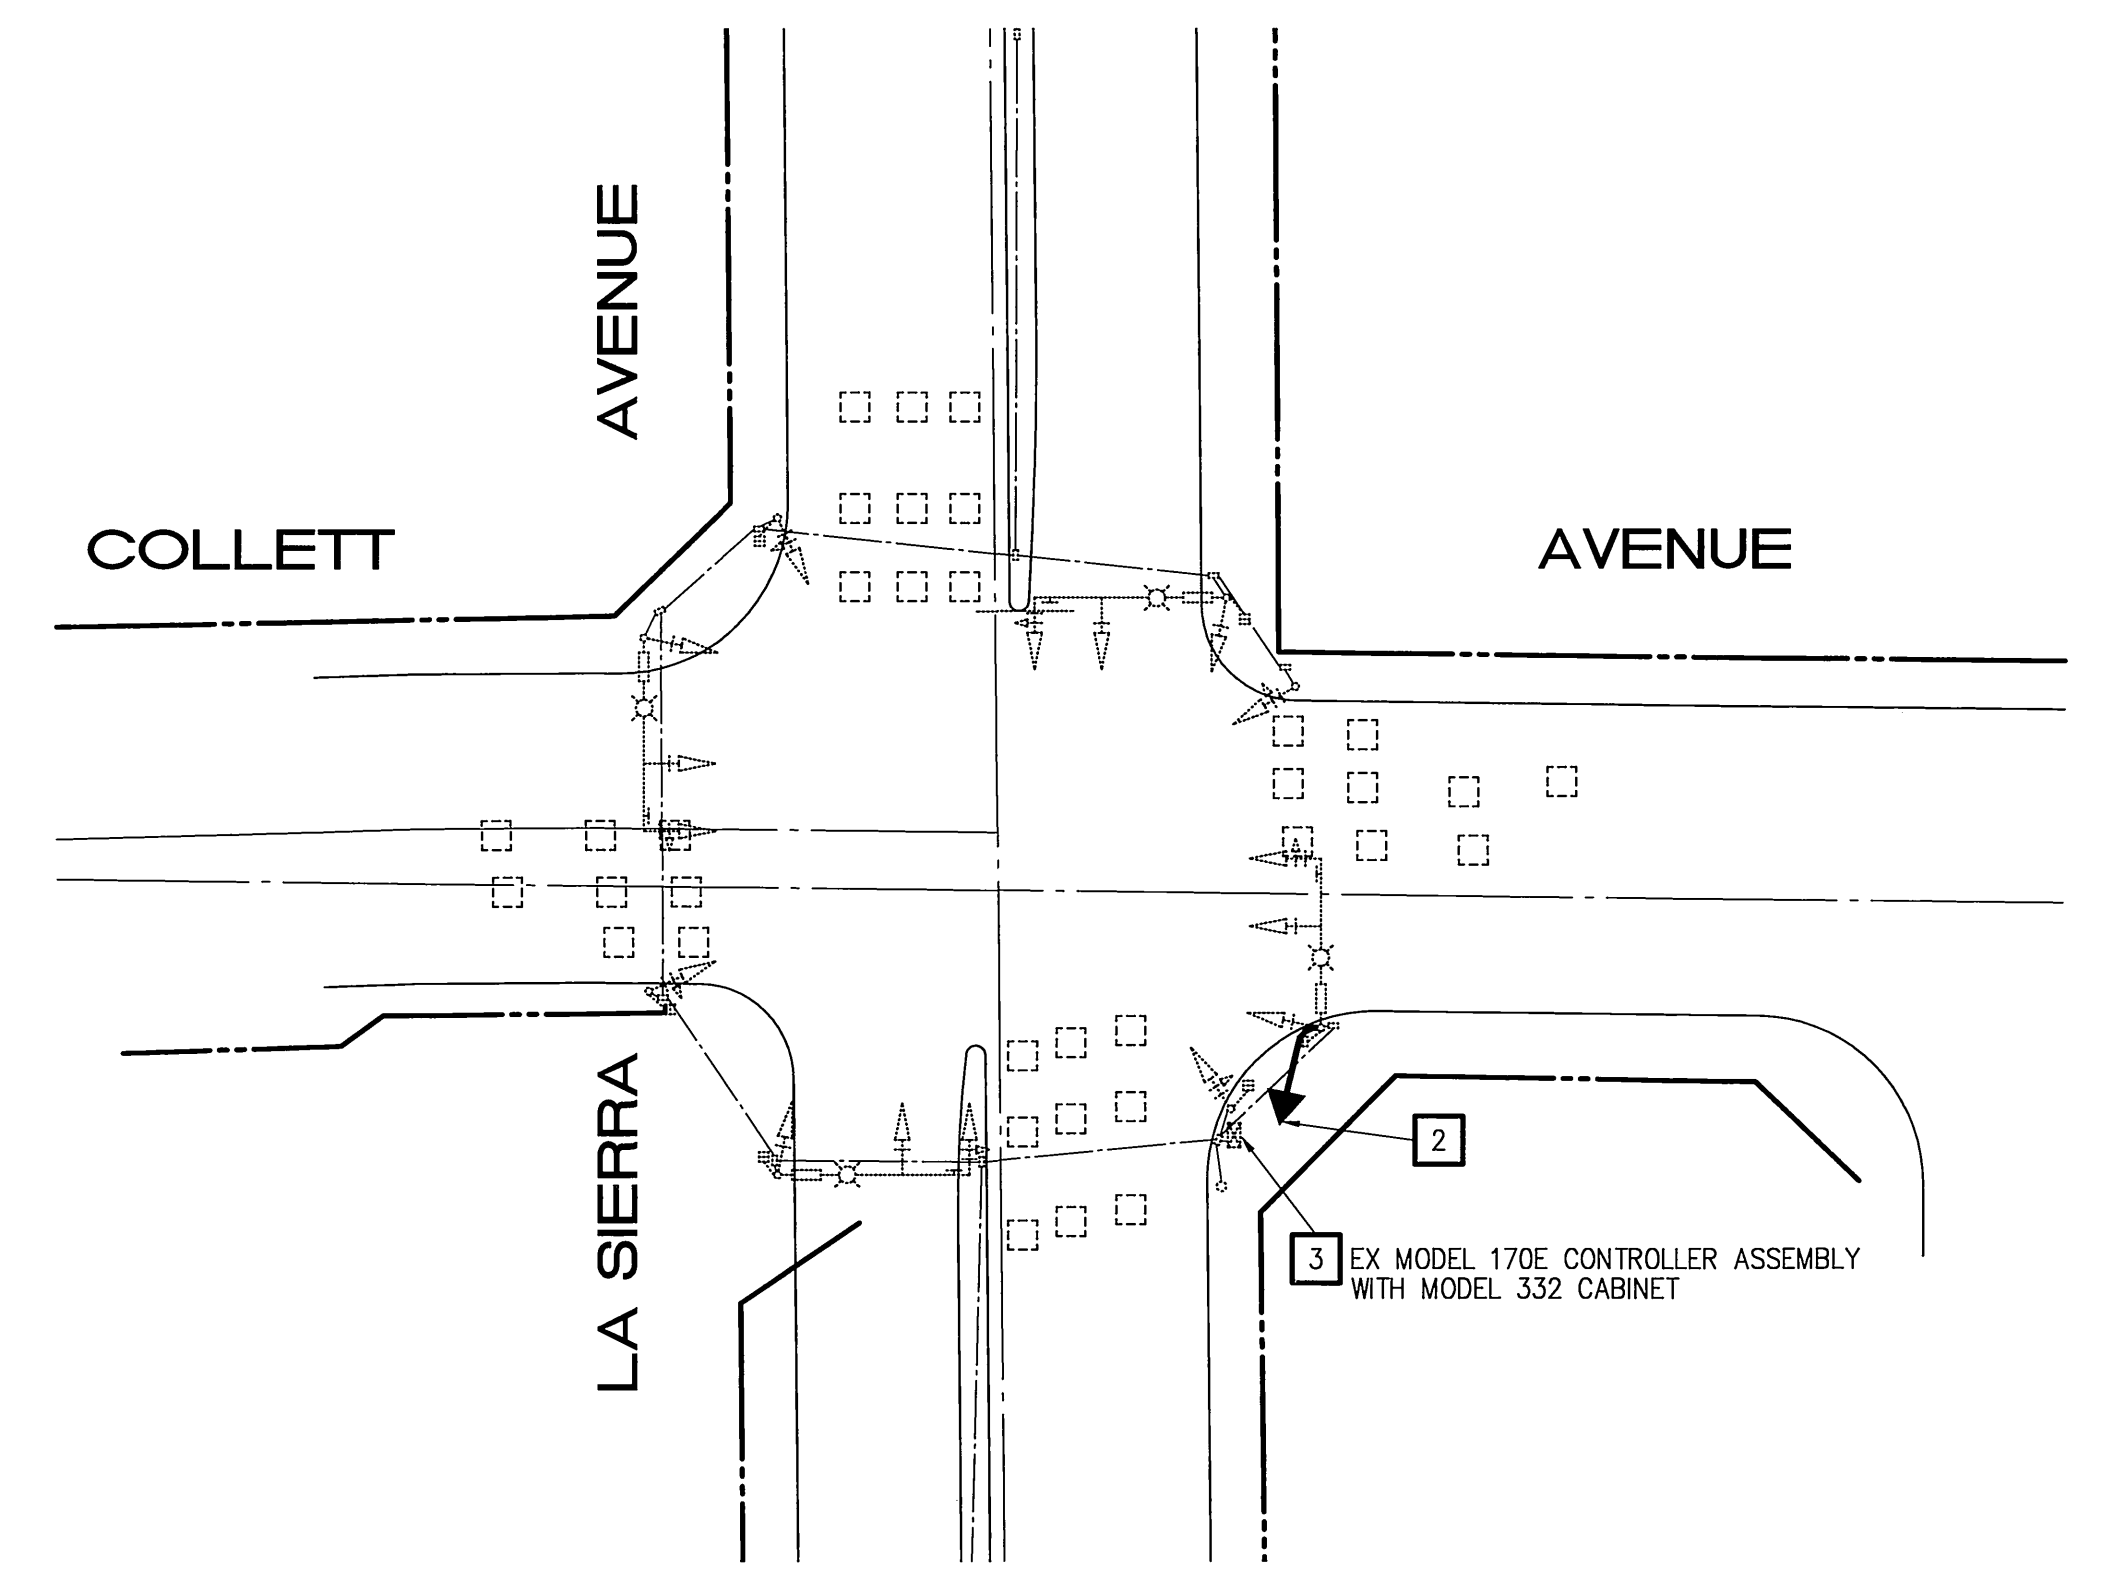 AVENUE
COLLETT
AVENUE
LA SIERRA
2
3 EX MODEL 170E CONTROLLER ASSEMBLY
WITH MODEL 332 CABINET